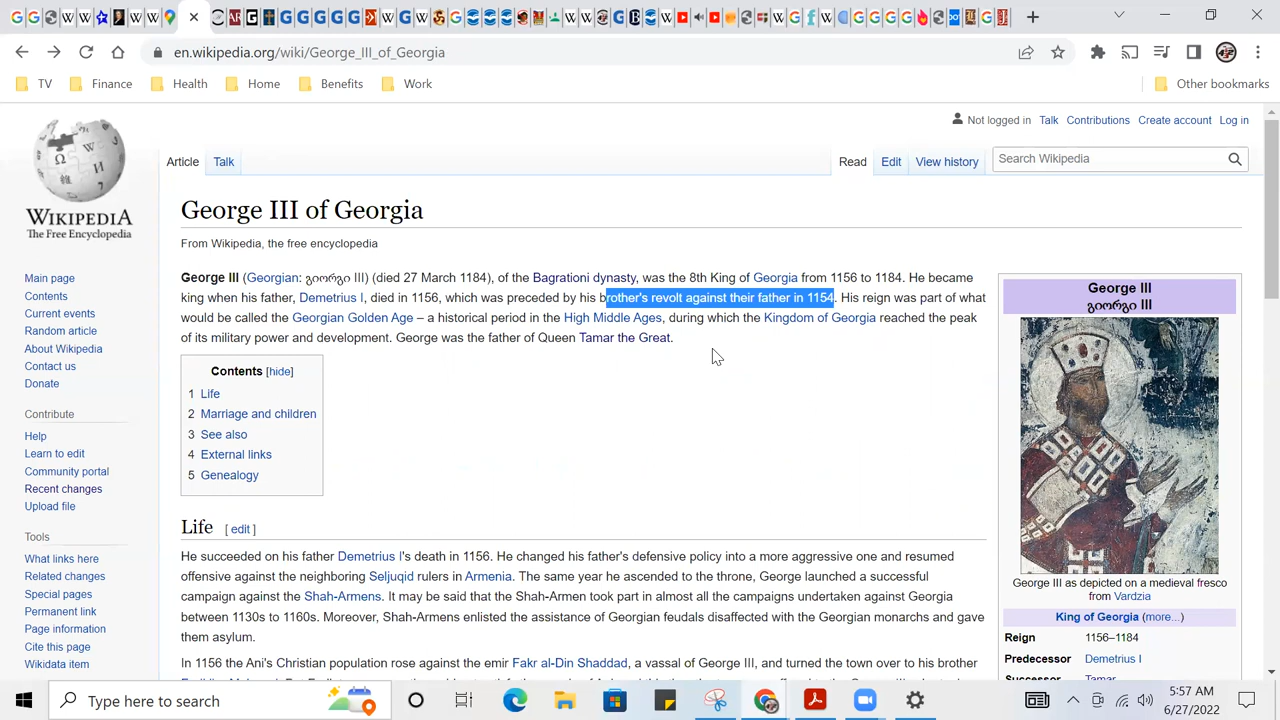 en.wikipedia.org/wiki/George_III_of_Georgia
TV Finance Health Home Benefits Work Other bookmarks
Not logged in Talk Contributions Create account Log in
Article Talk Read Edit View history Search Wikipedia
WIKIPEDIA
The Free Encyclopedia
Main page
Contents
Current events
Random article
About Wikipedia
Contact us
Donate
Contribute
Help
Learn to edit
Community portal
Recent changes
Upload file
Tools
What links here
Related changes
Special pages
Permanent link
Page information
Cite this page
Wikidata item
George III of Georgia
From Wikipedia, the free encyclopedia
George III (Georgian: გიორგი III) (died 27 March 1184), of the Bagrationi dynasty, was the 8th King of Georgia from 1156 to 1184. He became
king when his father, Demetrius I, died in 1156, which was preceded by his brother's revolt against their father in 1154. His reign was part of what
would be called the Georgian Golden Age – a historical period in the High Middle Ages, during which the Kingdom of Georgia reached the peak
of its military power and development. George was the father of Queen Tamar the Great.
Contents [hide]
1 Life
2 Marriage and children
3 See also
4 External links
5 Genealogy
Life [ edit ]
He succeeded on his father Demetrius I's death in 1156. He changed his father's defensive policy into a more aggressive one and resumed
offensive against the neighboring Seljuqid rulers in Armenia. The same year he ascended to the throne, George launched a successful
campaign against the Shah-Armens. It may be said that the Shah-Armen took part in almost all the campaigns undertaken against Georgia
between 1130s to 1160s. Moreover, Shah-Armens enlisted the assistance of Georgian feudals disaffected with the Georgian monarchs and gave
them asylum.
In 1156 the Ani's Christian population rose against the emir Fakr al-Din Shaddad, a vassal of George III, and turned the town over to his brother
George III
გიორგი III
George III as depicted on a medieval fresco
from Vardzia
King of Georgia (more...)
Reign 1156–1184
Predecessor Demetrius I
Type here to search
5:57 AM
6/27/2022